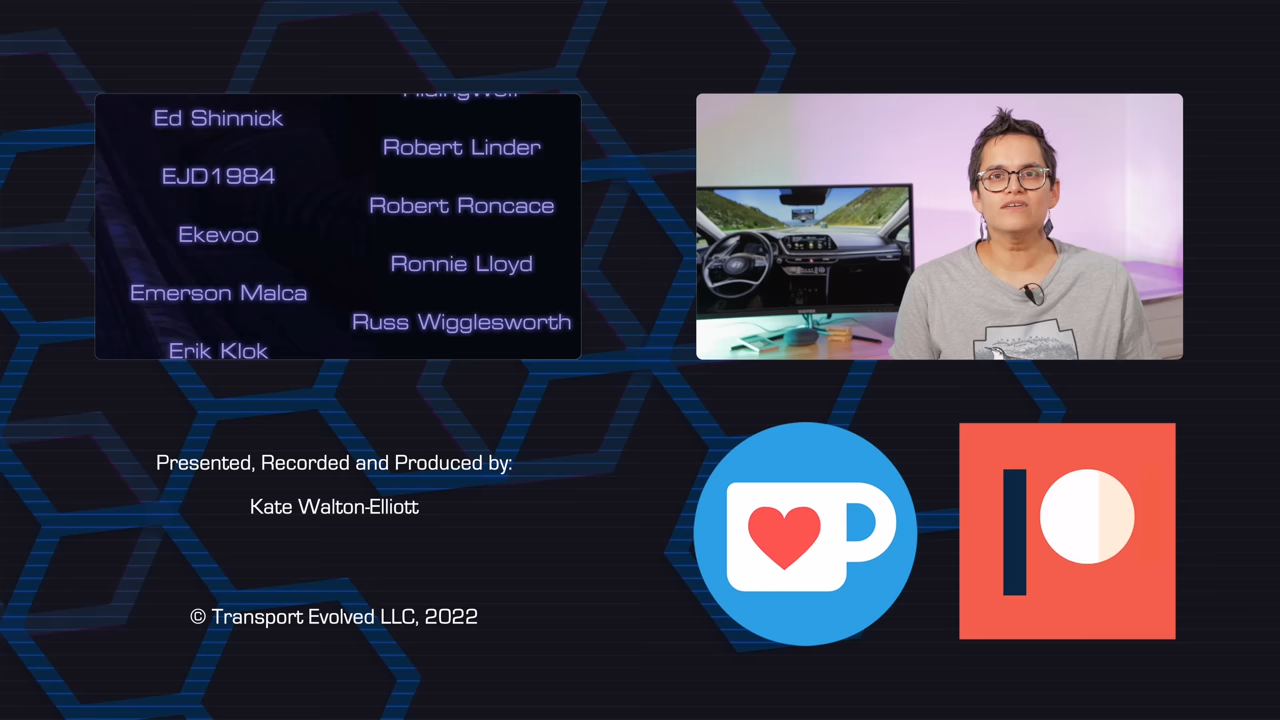 Ed Shinnick
EJD1984
Ekevoo
Emerson Malca
Erik Klok
RidingWolf
Robert Linder
Robert Roncace
Ronnie Lloyd
Russ Wigglesworth
Presented, Recorded and Produced by:
Kate Walton-Elliott
© Transport Evolved LLC, 2022